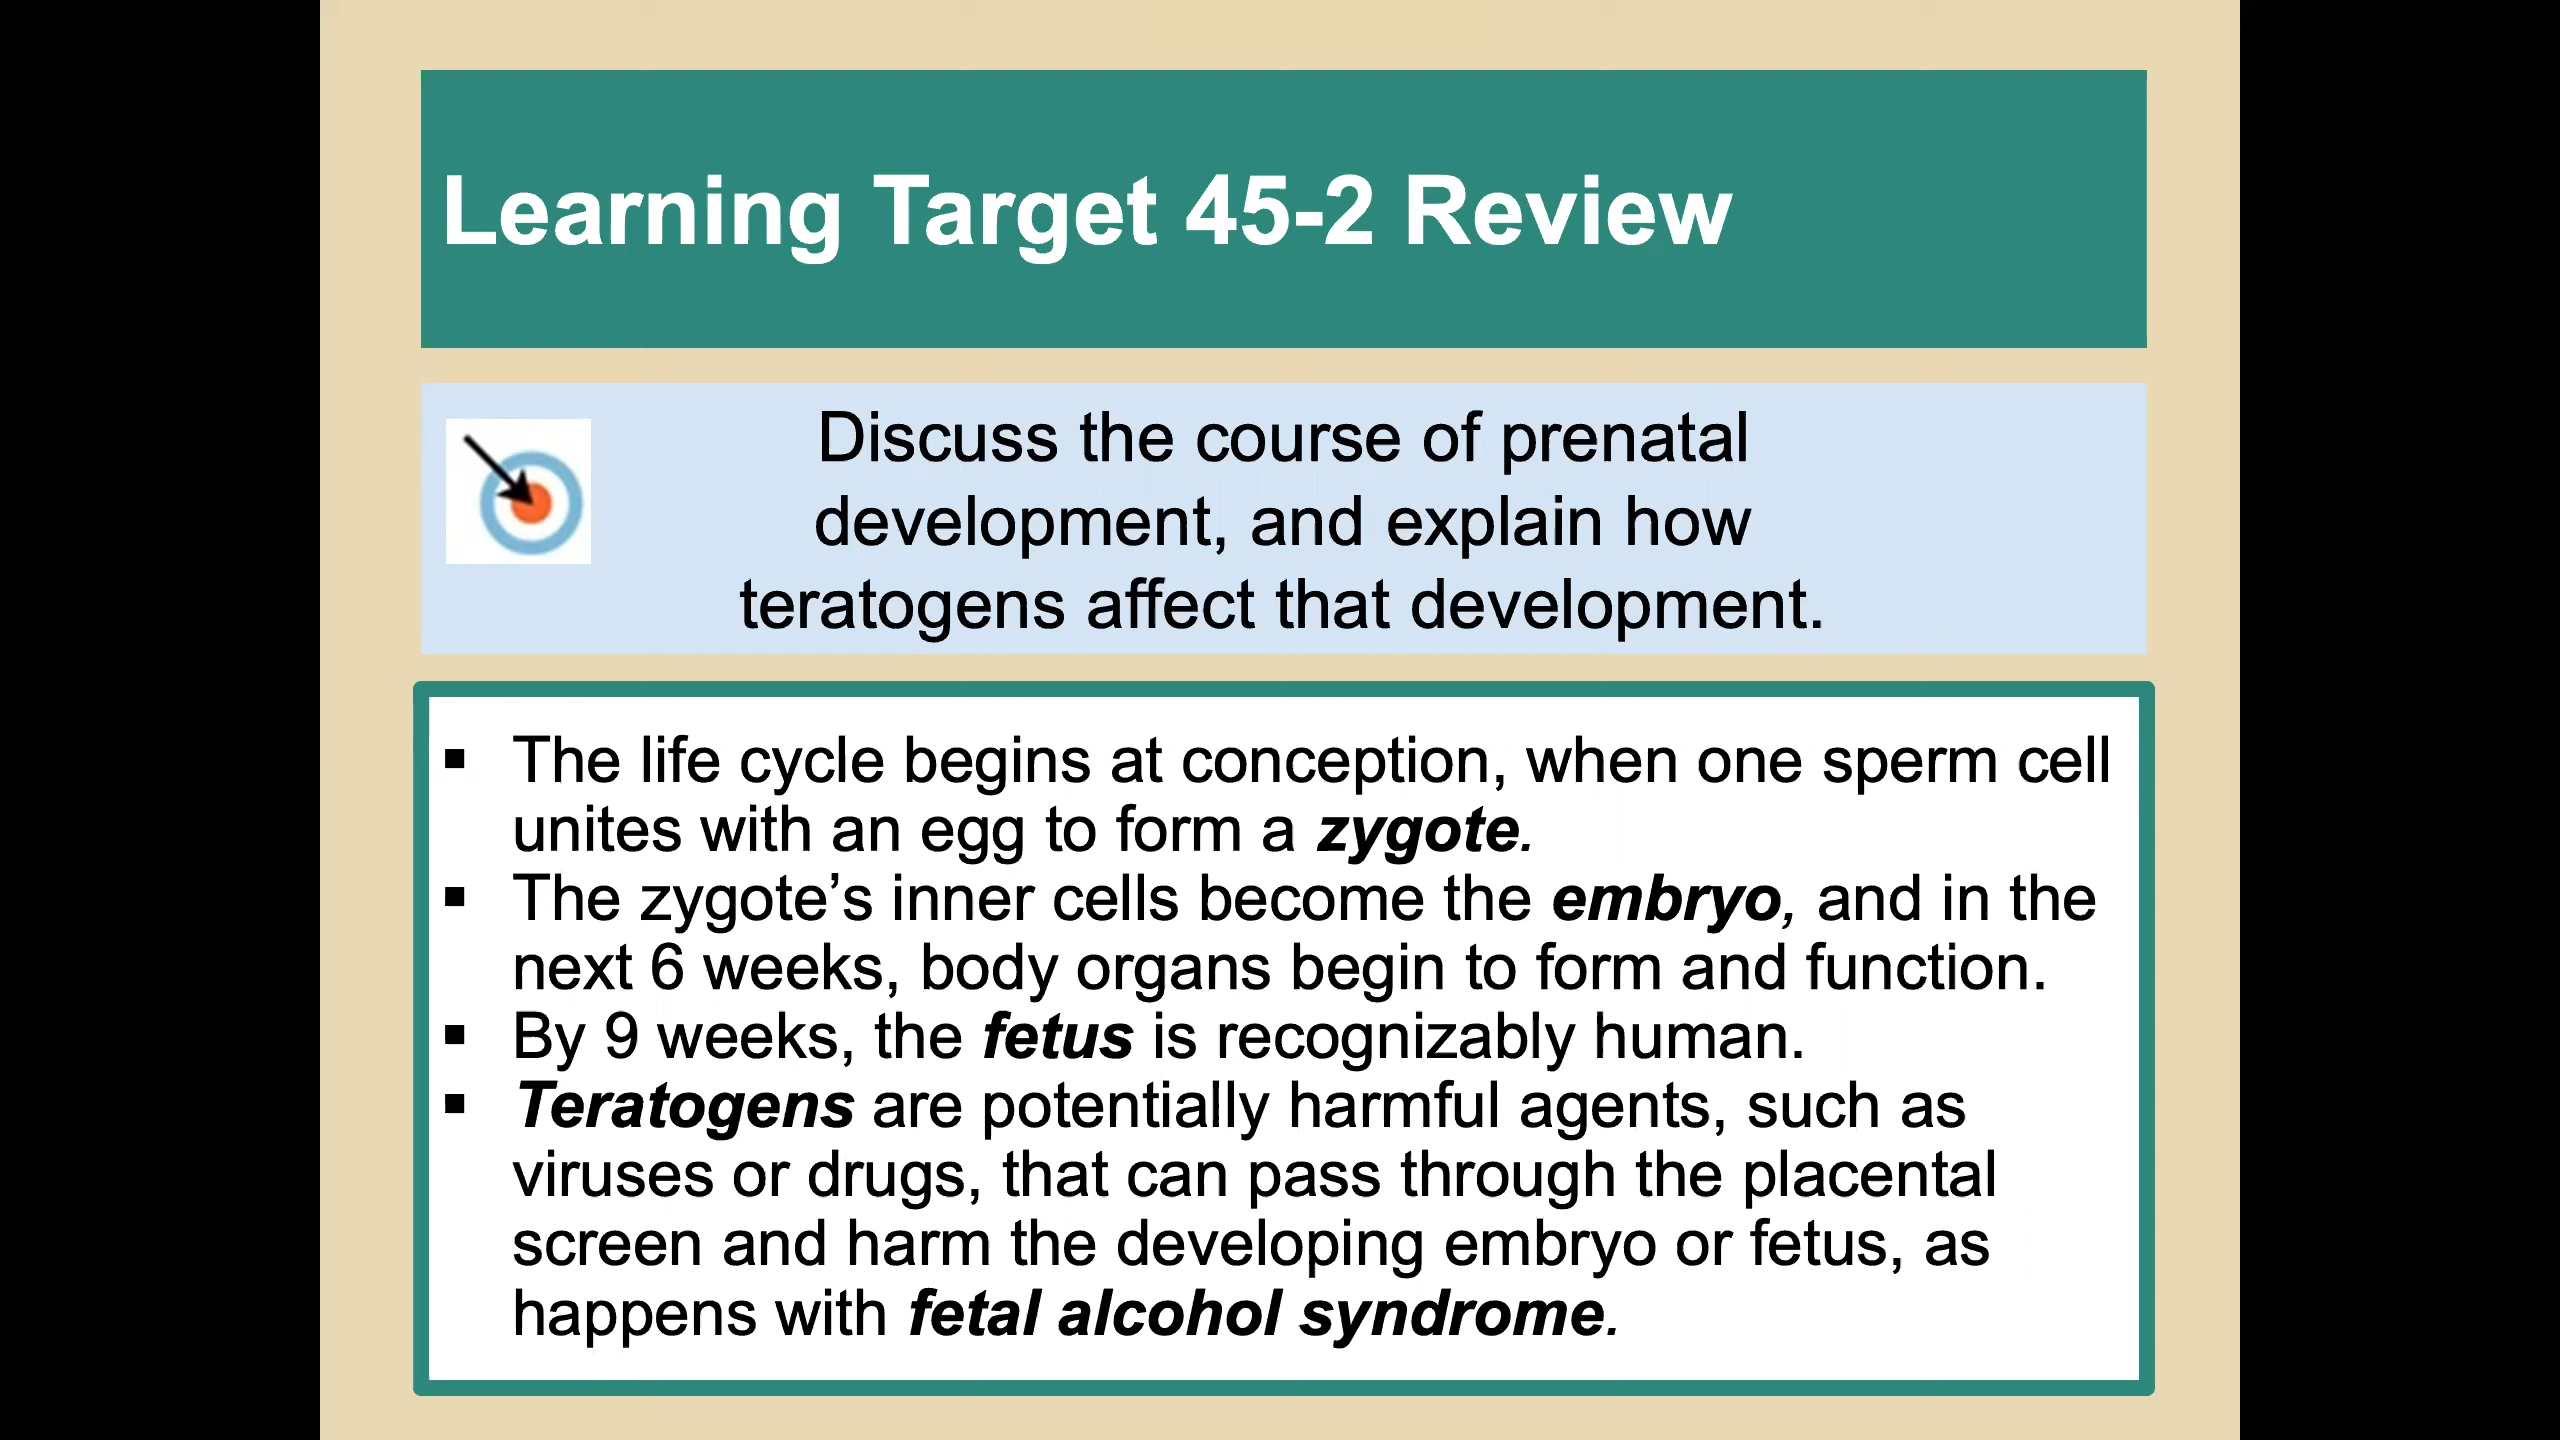 Learning Target 45-2 Review
Discuss the course of prenatal
development, and explain how
teratogens affect that development.
▪ The life cycle begins at conception, when one sperm cell
unites with an egg to form a zygote.
▪ The zygote’s inner cells become the embryo, and in the
next 6 weeks, body organs begin to form and function.
▪ By 9 weeks, the fetus is recognizably human.
▪ Teratogens are potentially harmful agents, such as
viruses or drugs, that can pass through the placental
screen and harm the developing embryo or fetus, as
happens with fetal alcohol syndrome.